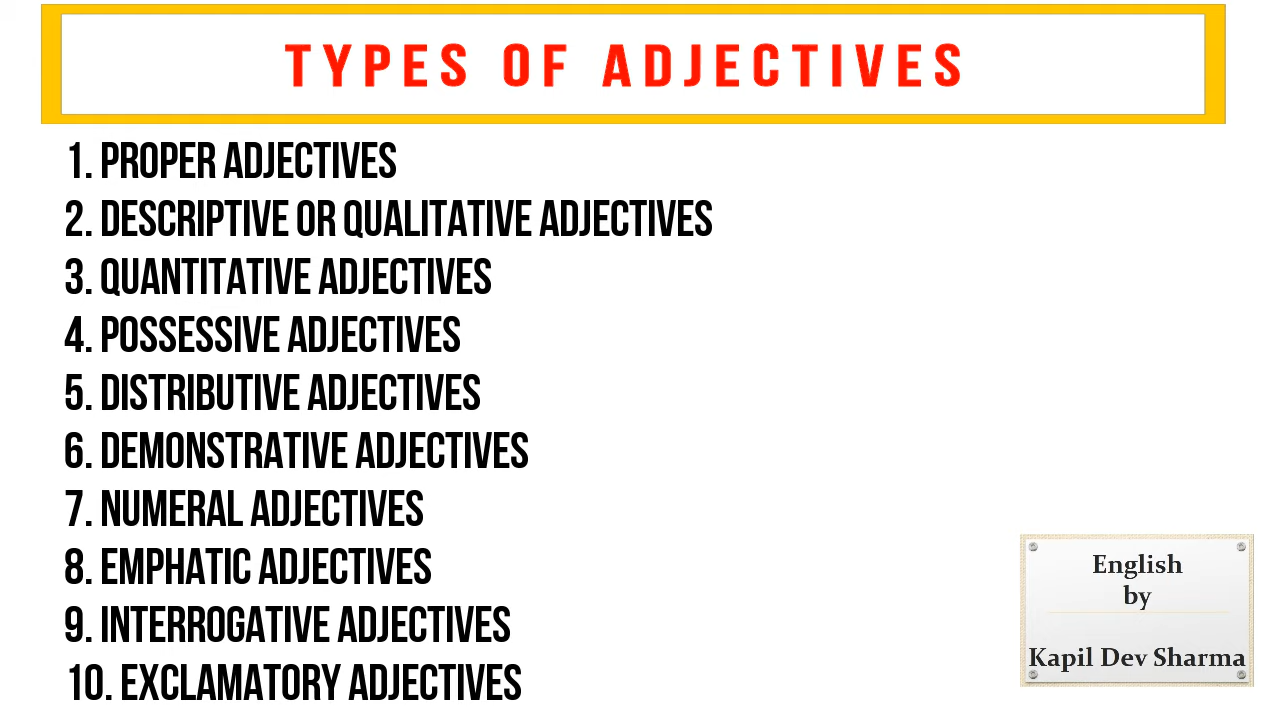 TYPES OF ADJECTIVES
1. PROPER ADJECTIVES
2. DESCRIPTIVE OR QUALITATIVE ADJECTIVES
3. QUANTITATIVE ADJECTIVES
4. POSSESSIVE ADJECTIVES
5. DISTRIBUTIVE ADJECTIVES
6. DEMONSTRATIVE ADJECTIVES
7. NUMERAL ADJECTIVES
8. EMPHATIC ADJECTIVES
9. INTERROGATIVE ADJECTIVES
10. EXCLAMATORY ADJECTIVES
English
by
Kapil Dev Sharma